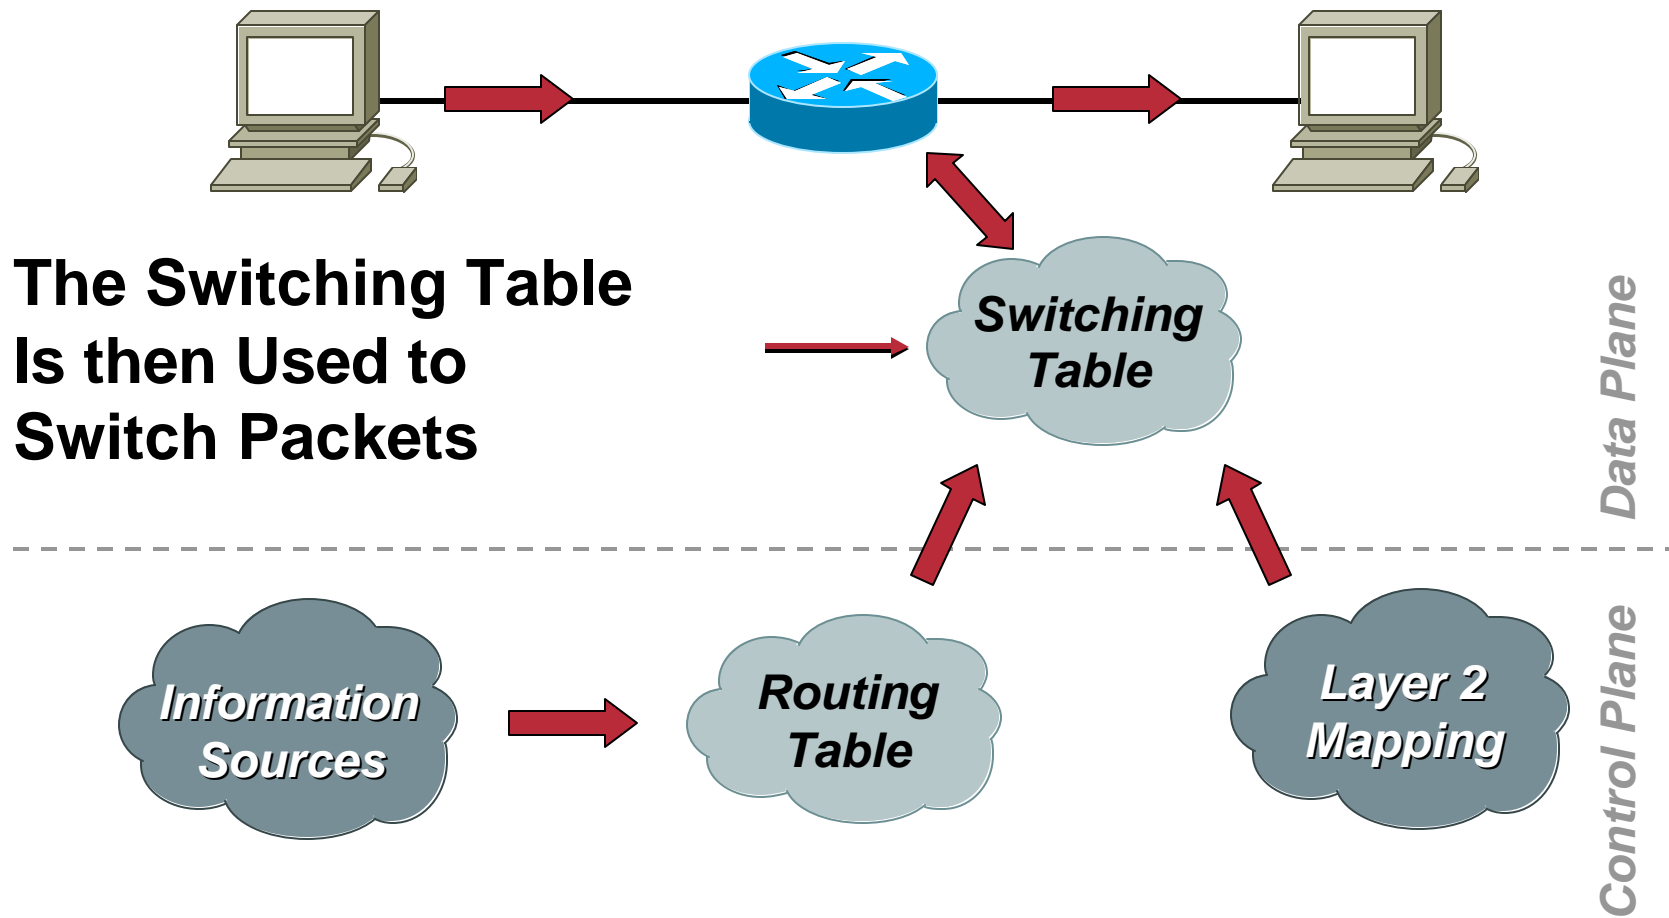 The Switching Table
Is then Used to
Switch Packets
Switching
Table
Data Plane
Information
Sources
Routing
Table
Layer 2
Mapping
Control Plane